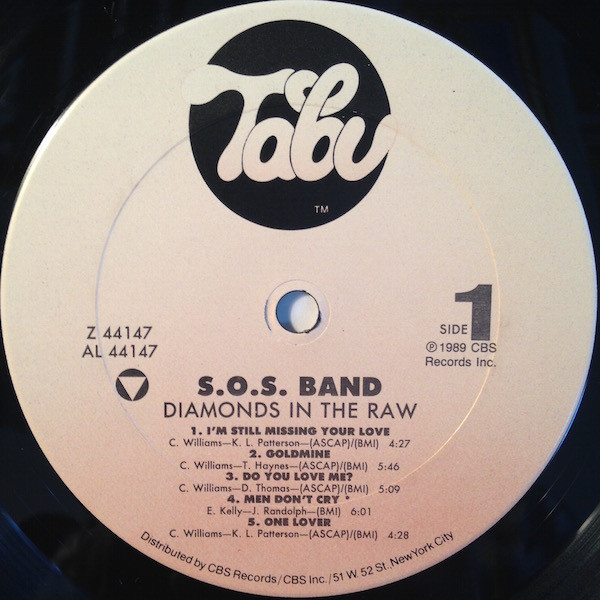 Tabu
TM
Z 44147
AL 44147
SIDE 1
Ⓟ 1989 CBS
Records Inc.
S.O.S. BAND
DIAMONDS IN THE RAW
1. I'M STILL MISSING YOUR LOVE
C. Williams—K. L. Patterson—(ASCAP)/(BMI) 4:27
2. GOLDMINE
C. Williams—T. Haynes—(ASCAP)/(BMI) 5:46
3. DO YOU LOVE ME?
C. Williams—D. Thomas—(ASCAP)/(BMI) 5:09
4. MEN DON'T CRY *
E. Kelly—J. Randolph—(BMI) 6:01
5. ONE LOVER
C. Williams—K. L. Patterson—(ASCAP)/(BMI) 4:28
Distributed by CBS Records/CBS Inc./51 W. 52 St. New York City